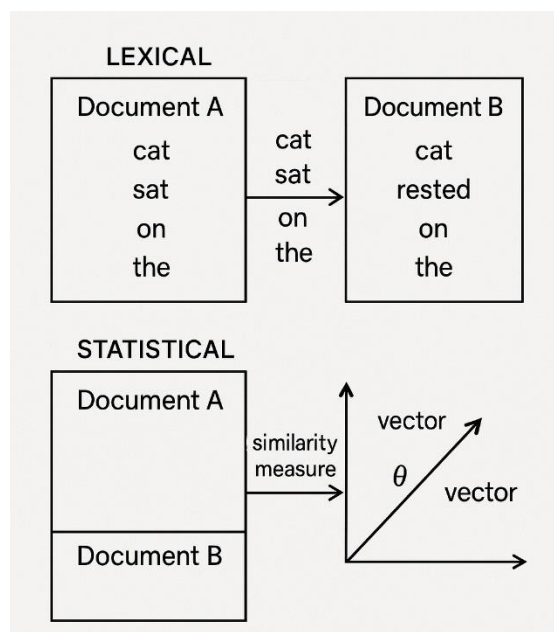 LEXICAL
Document A
cat
sat
on
the
cat
sat
on
the
Document B
cat
rested
on
the
STATISTICAL
Document A
Document B
similarity
measure
vector
θ
vector